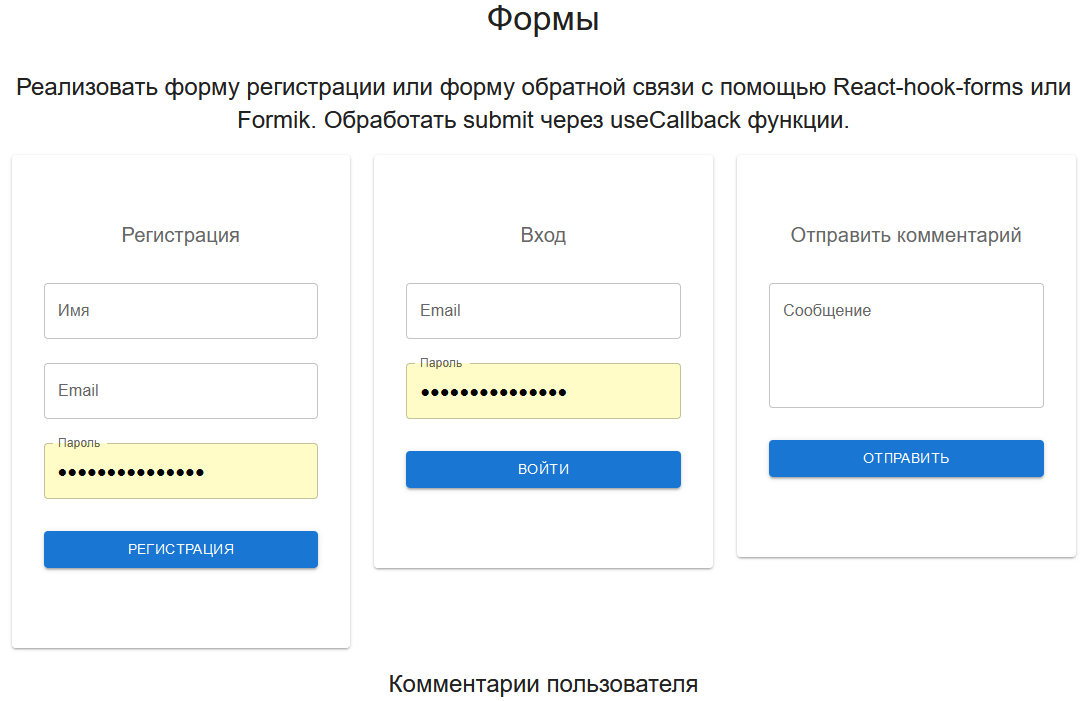 Формы
Реализовать форму регистрации или форму обратной связи с помощью React-hook-forms или
Formik. Обработать submit через useCallback функции.
Регистрация
Имя
Email
Пароль
•••••••••••••••
РЕГИСТРАЦИЯ
Вход
Email
Пароль
•••••••••••••••
ВОЙТИ
Отправить комментарий
Сообщение
ОТПРАВИТЬ
Комментарии пользователя